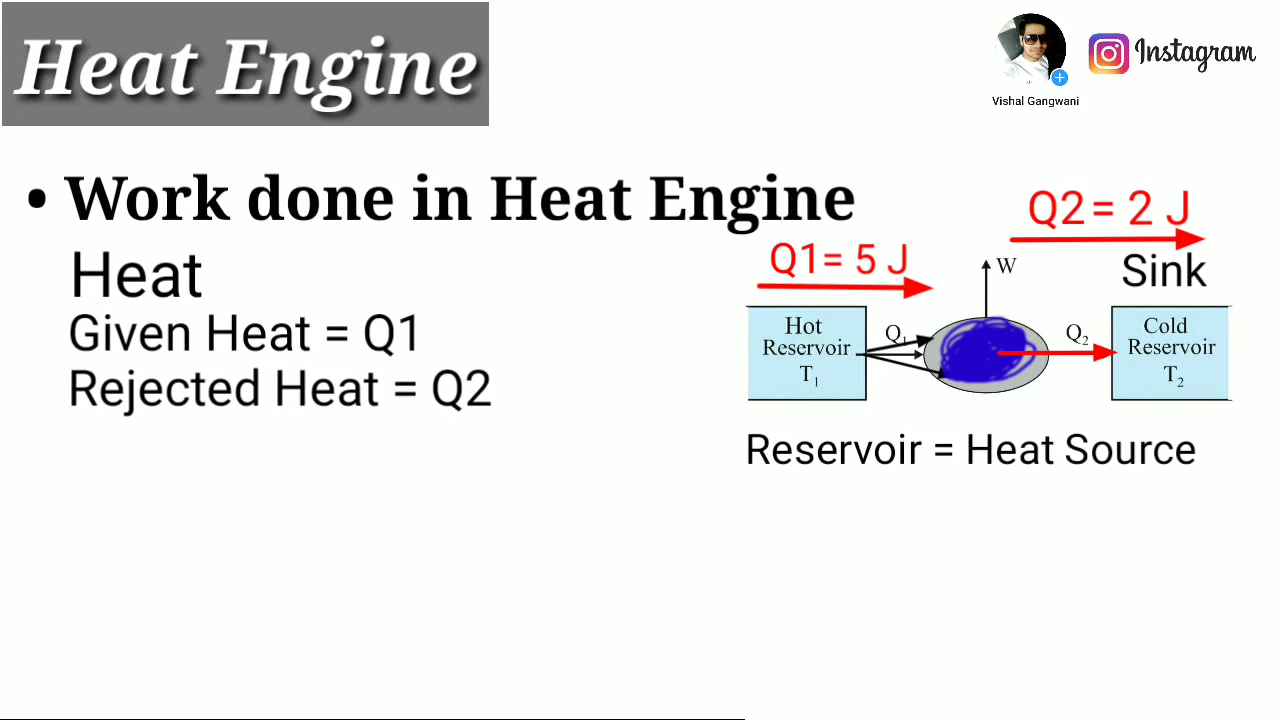 Heat Engine
Instagram
Vishal Gangwani
• Work done in Heat Engine
Heat
Given Heat = Q1
Rejected Heat = Q2
Q2 = 2 J
Q1= 5 J
W
Sink
Hot
Reservoir
T1
Q1
Q2
Cold
Reservoir
T2
Reservoir = Heat Source